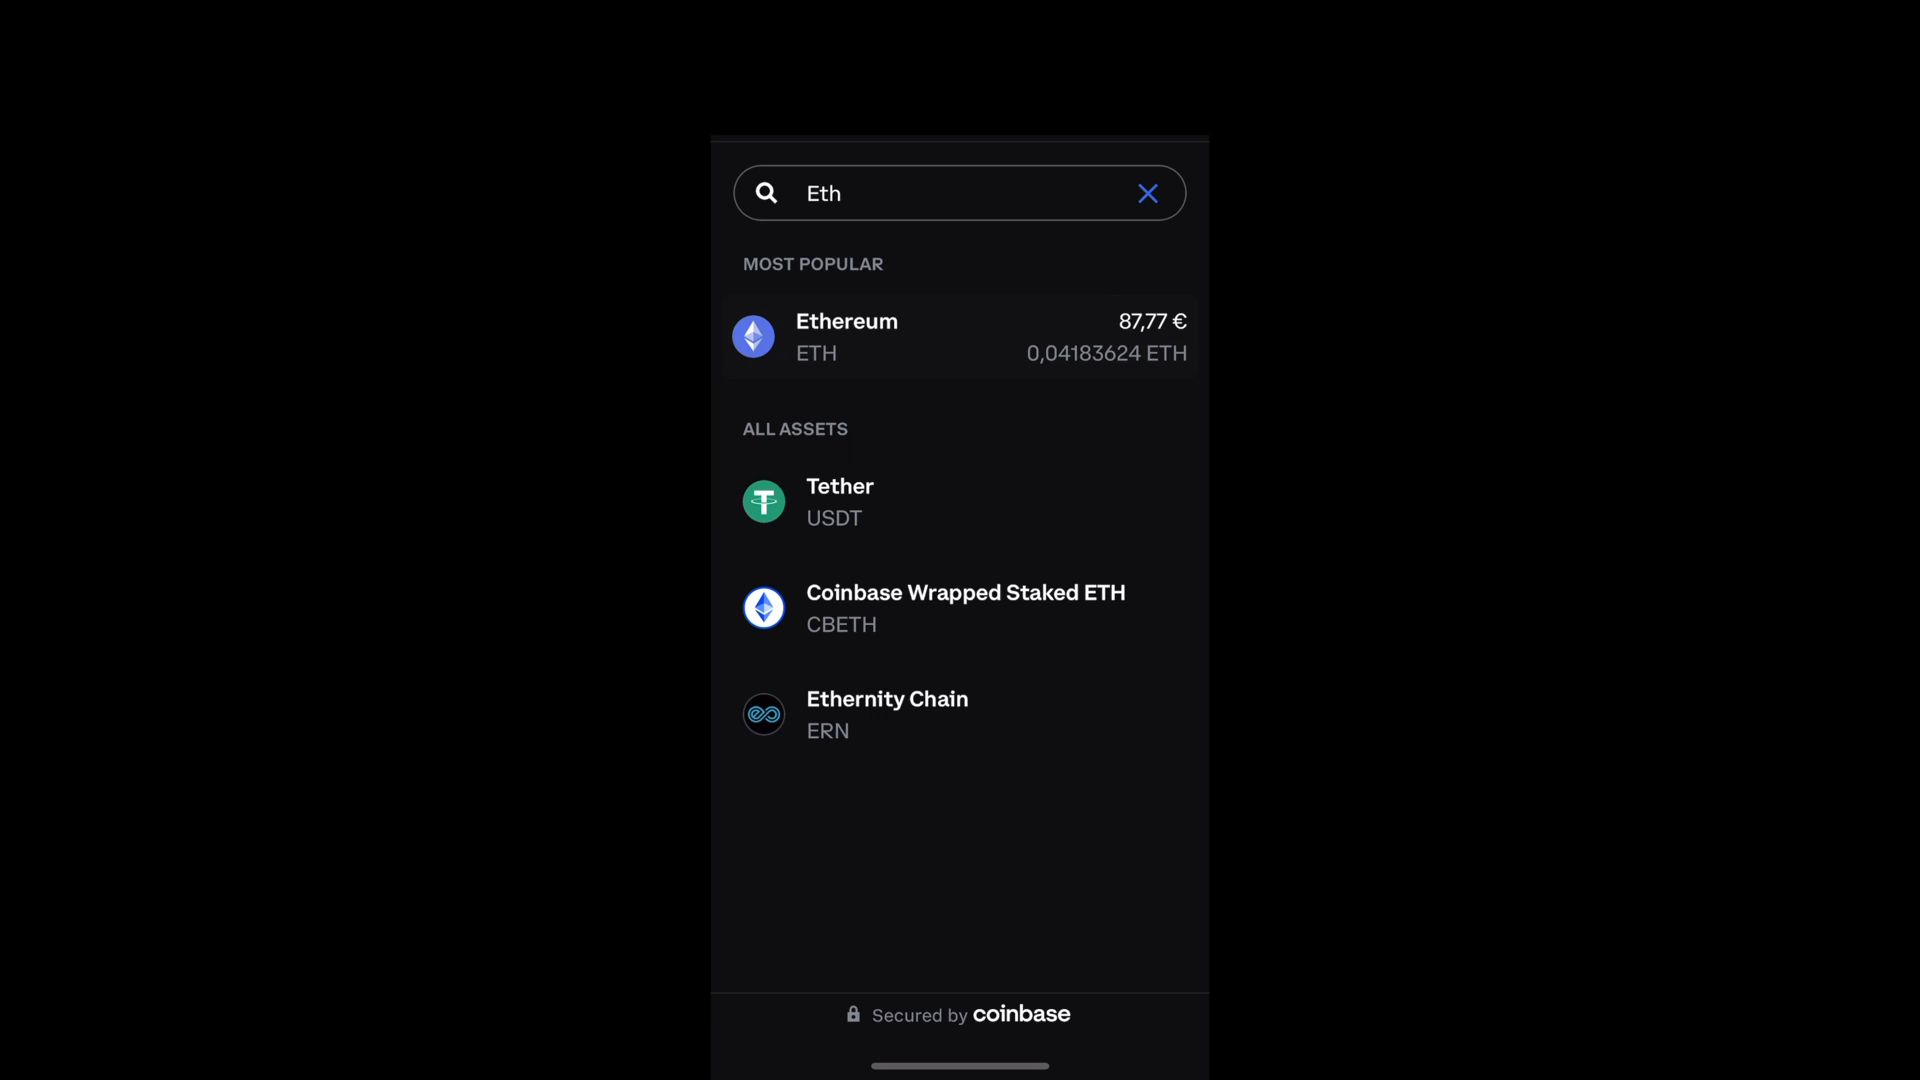 Eth
MOST POPULAR
Ethereum 87,77 €
ETH 0,04183624 ETH
ALL ASSETS
Tether
USDT
Coinbase Wrapped Staked ETH
CBETH
Ethernity Chain
ERN
Secured by coinbase